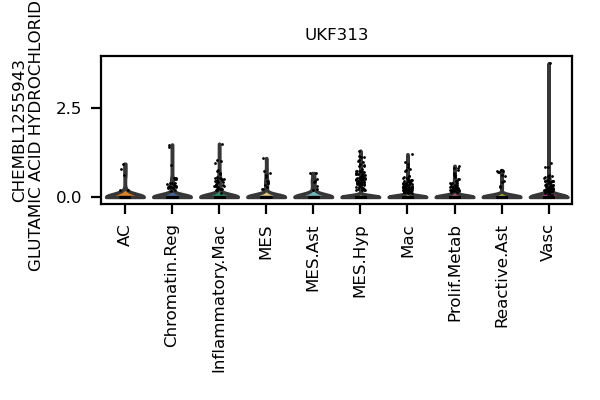 UKF313
CHEMBL1255943
GLUTAMIC ACID HYDROCHLORID
2.5
0.0
AC
Chromatin.Reg
Inflammatory.Mac
MES
MES.Ast
MES.Hyp
Mac
Prolif.Metab
Reactive.Ast
Vasc